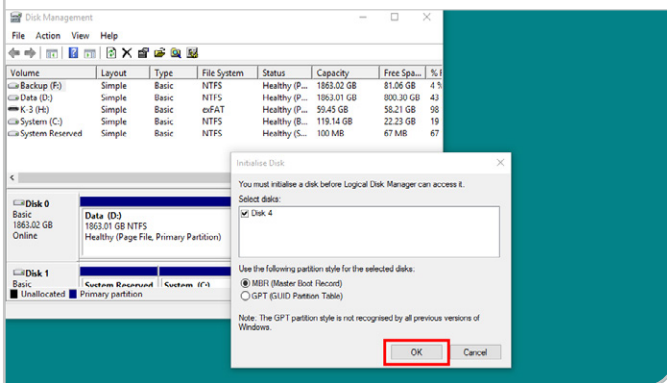 Disk Management
File Action View Help
Volume Layout Type File System Status Capacity Free Spa... % F
Backup (F:) Simple Basic NTFS Healthy (P... 1863.02 GB 81.06 GB 4 %
Data (D:) Simple Basic NTFS Healthy (P... 1863.01 GB 800.30 GB 43
K-3 (H:) Simple Basic exFAT Healthy (P... 59.45 GB 58.21 GB 98
System (C:) Simple Basic NTFS Healthy (B... 119.14 GB 22.23 GB 19
System Reserved Simple Basic NTFS Healthy (S... 100 MB 67 MB 67
Disk 0
Basic
1863.02 GB
Online
Data (D:)
1863.01 GB NTFS
Healthy (Page File, Primary Partition)
Disk 1
Basic
System Reserved System (C:)
Unallocated Primary partition
Initialise Disk
You must initialise a disk before Logical Disk Manager can access it.
Select disks:
Disk 4
Use the following partition style for the selected disks:
MBR (Master Boot Record)
GPT (GUID Partition Table)
Note: The GPT partition style is not recognised by all previous versions of
Windows.
OK Cancel